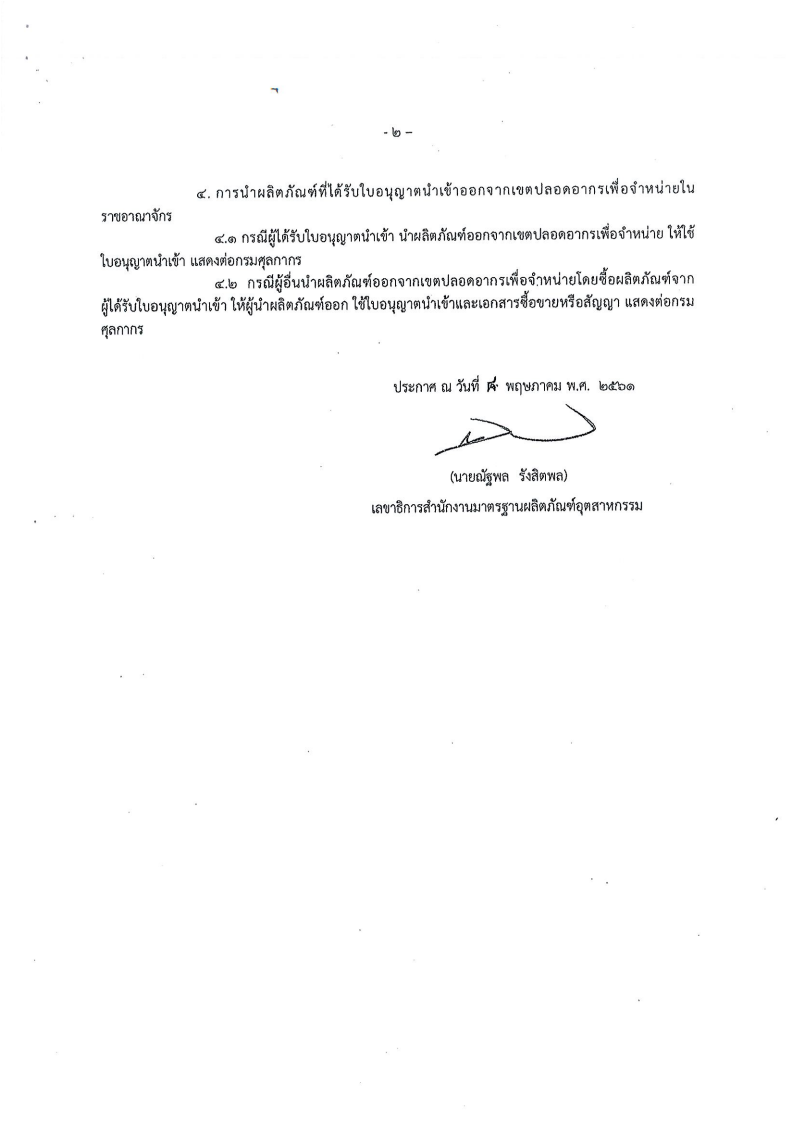 - ๒ –
๔. การนำผลิตภัณฑ์ที่ได้รับใบอนุญาตนำเข้าออกจากเขตปลอดอากรเพื่อจำหน่ายใน
ราชอาณาจักร
๔.๑ กรณีผู้ได้รับใบอนุญาตนำเข้า นำผลิตภัณฑ์ออกจากเขตปลอดอากรเพื่อจำหน่าย ให้ใช้
ใบอนุญาตนำเข้า แสดงต่อกรมศุลกากร
๔.๒ กรณีผู้อื่นนำผลิตภัณฑ์ออกจากเขตปลอดอากรเพื่อจำหน่ายโดยซื้อผลิตภัณฑ์จาก
ผู้ได้รับใบอนุญาตนำเข้า ให้ผู้นำผลิตภัณฑ์ออก ใช้ใบอนุญาตนำเข้าและเอกสารซื้อขายหรือสัญญา แสดงต่อกรม
ศุลกากร
ประกาศ ณ วันที่ พฤษภาคม พ.ศ. ๒๕๖๑
(นายณัฐพล รังสิตพล)
เลขาธิการสำนักงานมาตรฐานผลิตภัณฑ์อุตสาหกรรม